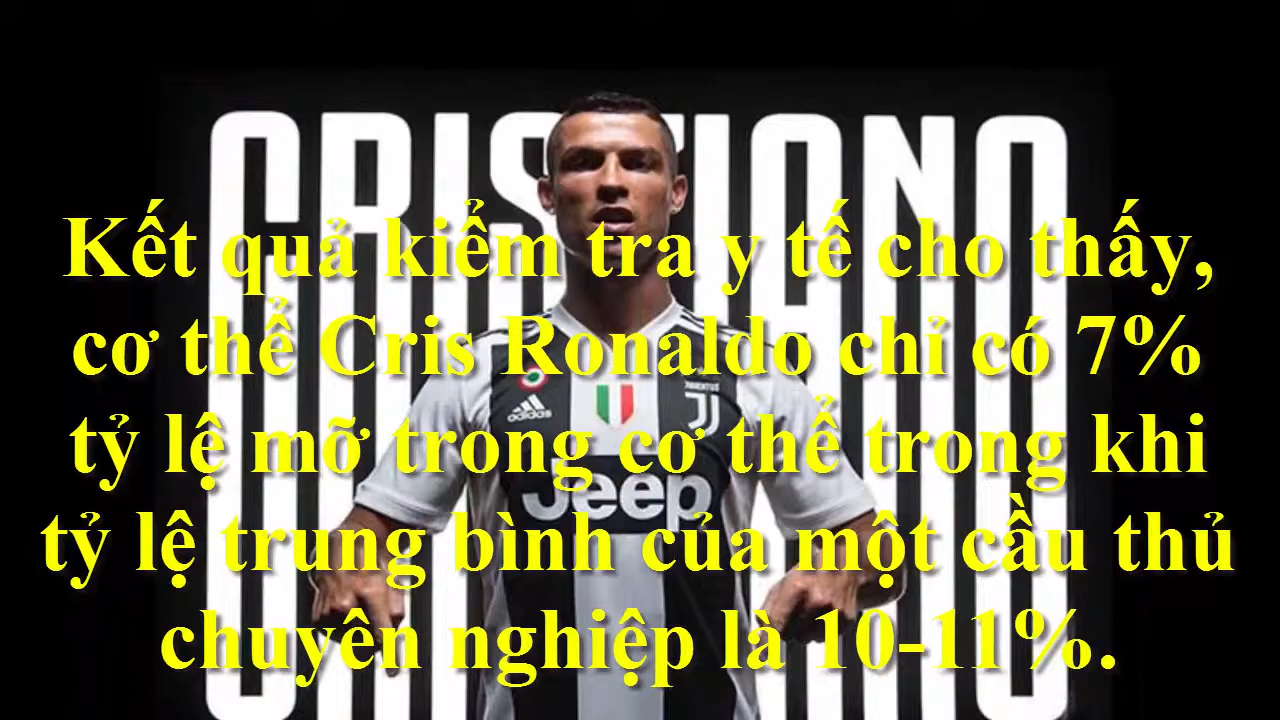 CRISTIANO
Kết quả kiểm tra y tế cho thấy,
cơ thể Cris Ronaldo chỉ có 7%
tỷ lệ mỡ trong cơ thể trong khi
tỷ lệ trung bình của một cầu thủ
chuyên nghiệp là 10-11%.
adidas
JUVENTUS
Jeep